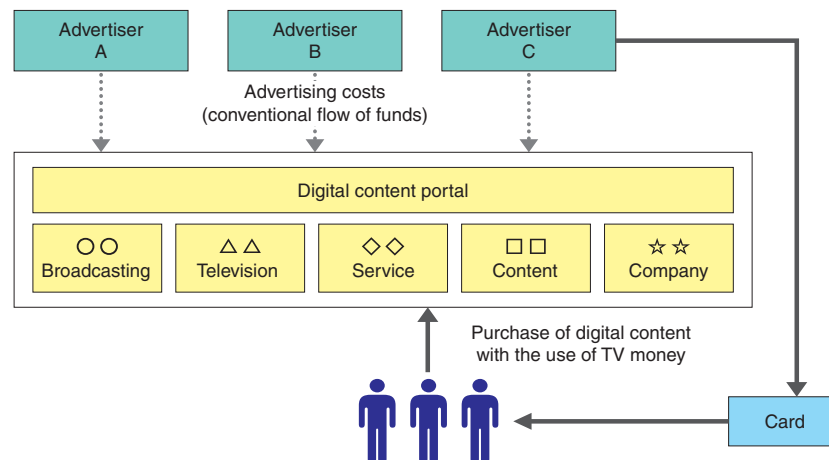 Advertiser
A
Advertiser
B
Advertiser
C
Advertising costs
(conventional flow of funds)
Digital content portal
Broadcasting
Television
Service
Content
Company
Purchase of digital content
with the use of TV money
Card